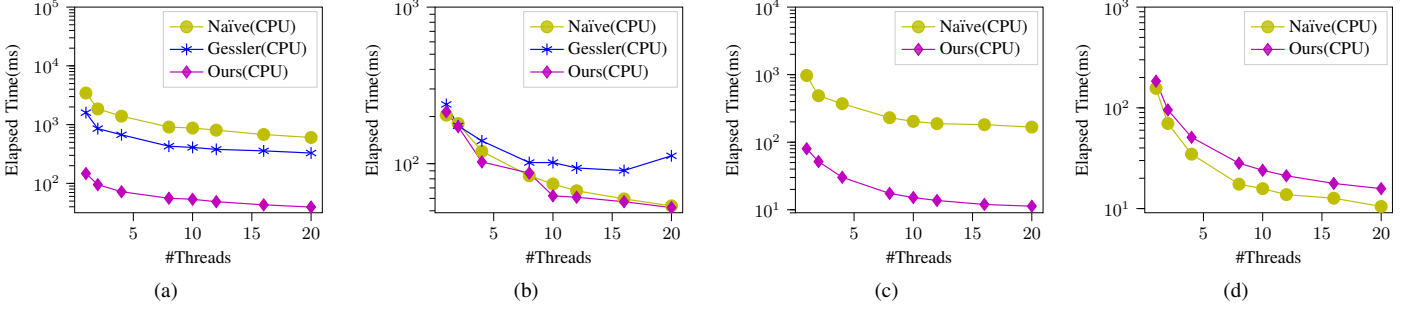 10^5
10^4
10^3
10^2
Elapsed Time(ms)
Naïve(CPU)
Gessler(CPU)
Ours(CPU)
5 10 15 20
#Threads
(a)
10^3
10^2
Elapsed Time(ms)
Naïve(CPU)
Gessler(CPU)
Ours(CPU)
5 10 15 20
#Threads
(b)
10^4
10^3
10^2
10^1
Elapsed Time(ms)
Naïve(CPU)
Ours(CPU)
5 10 15 20
#Threads
(c)
10^3
10^2
10^1
Elapsed Time(ms)
Naïve(CPU)
Ours(CPU)
5 10 15 20
#Threads
(d)